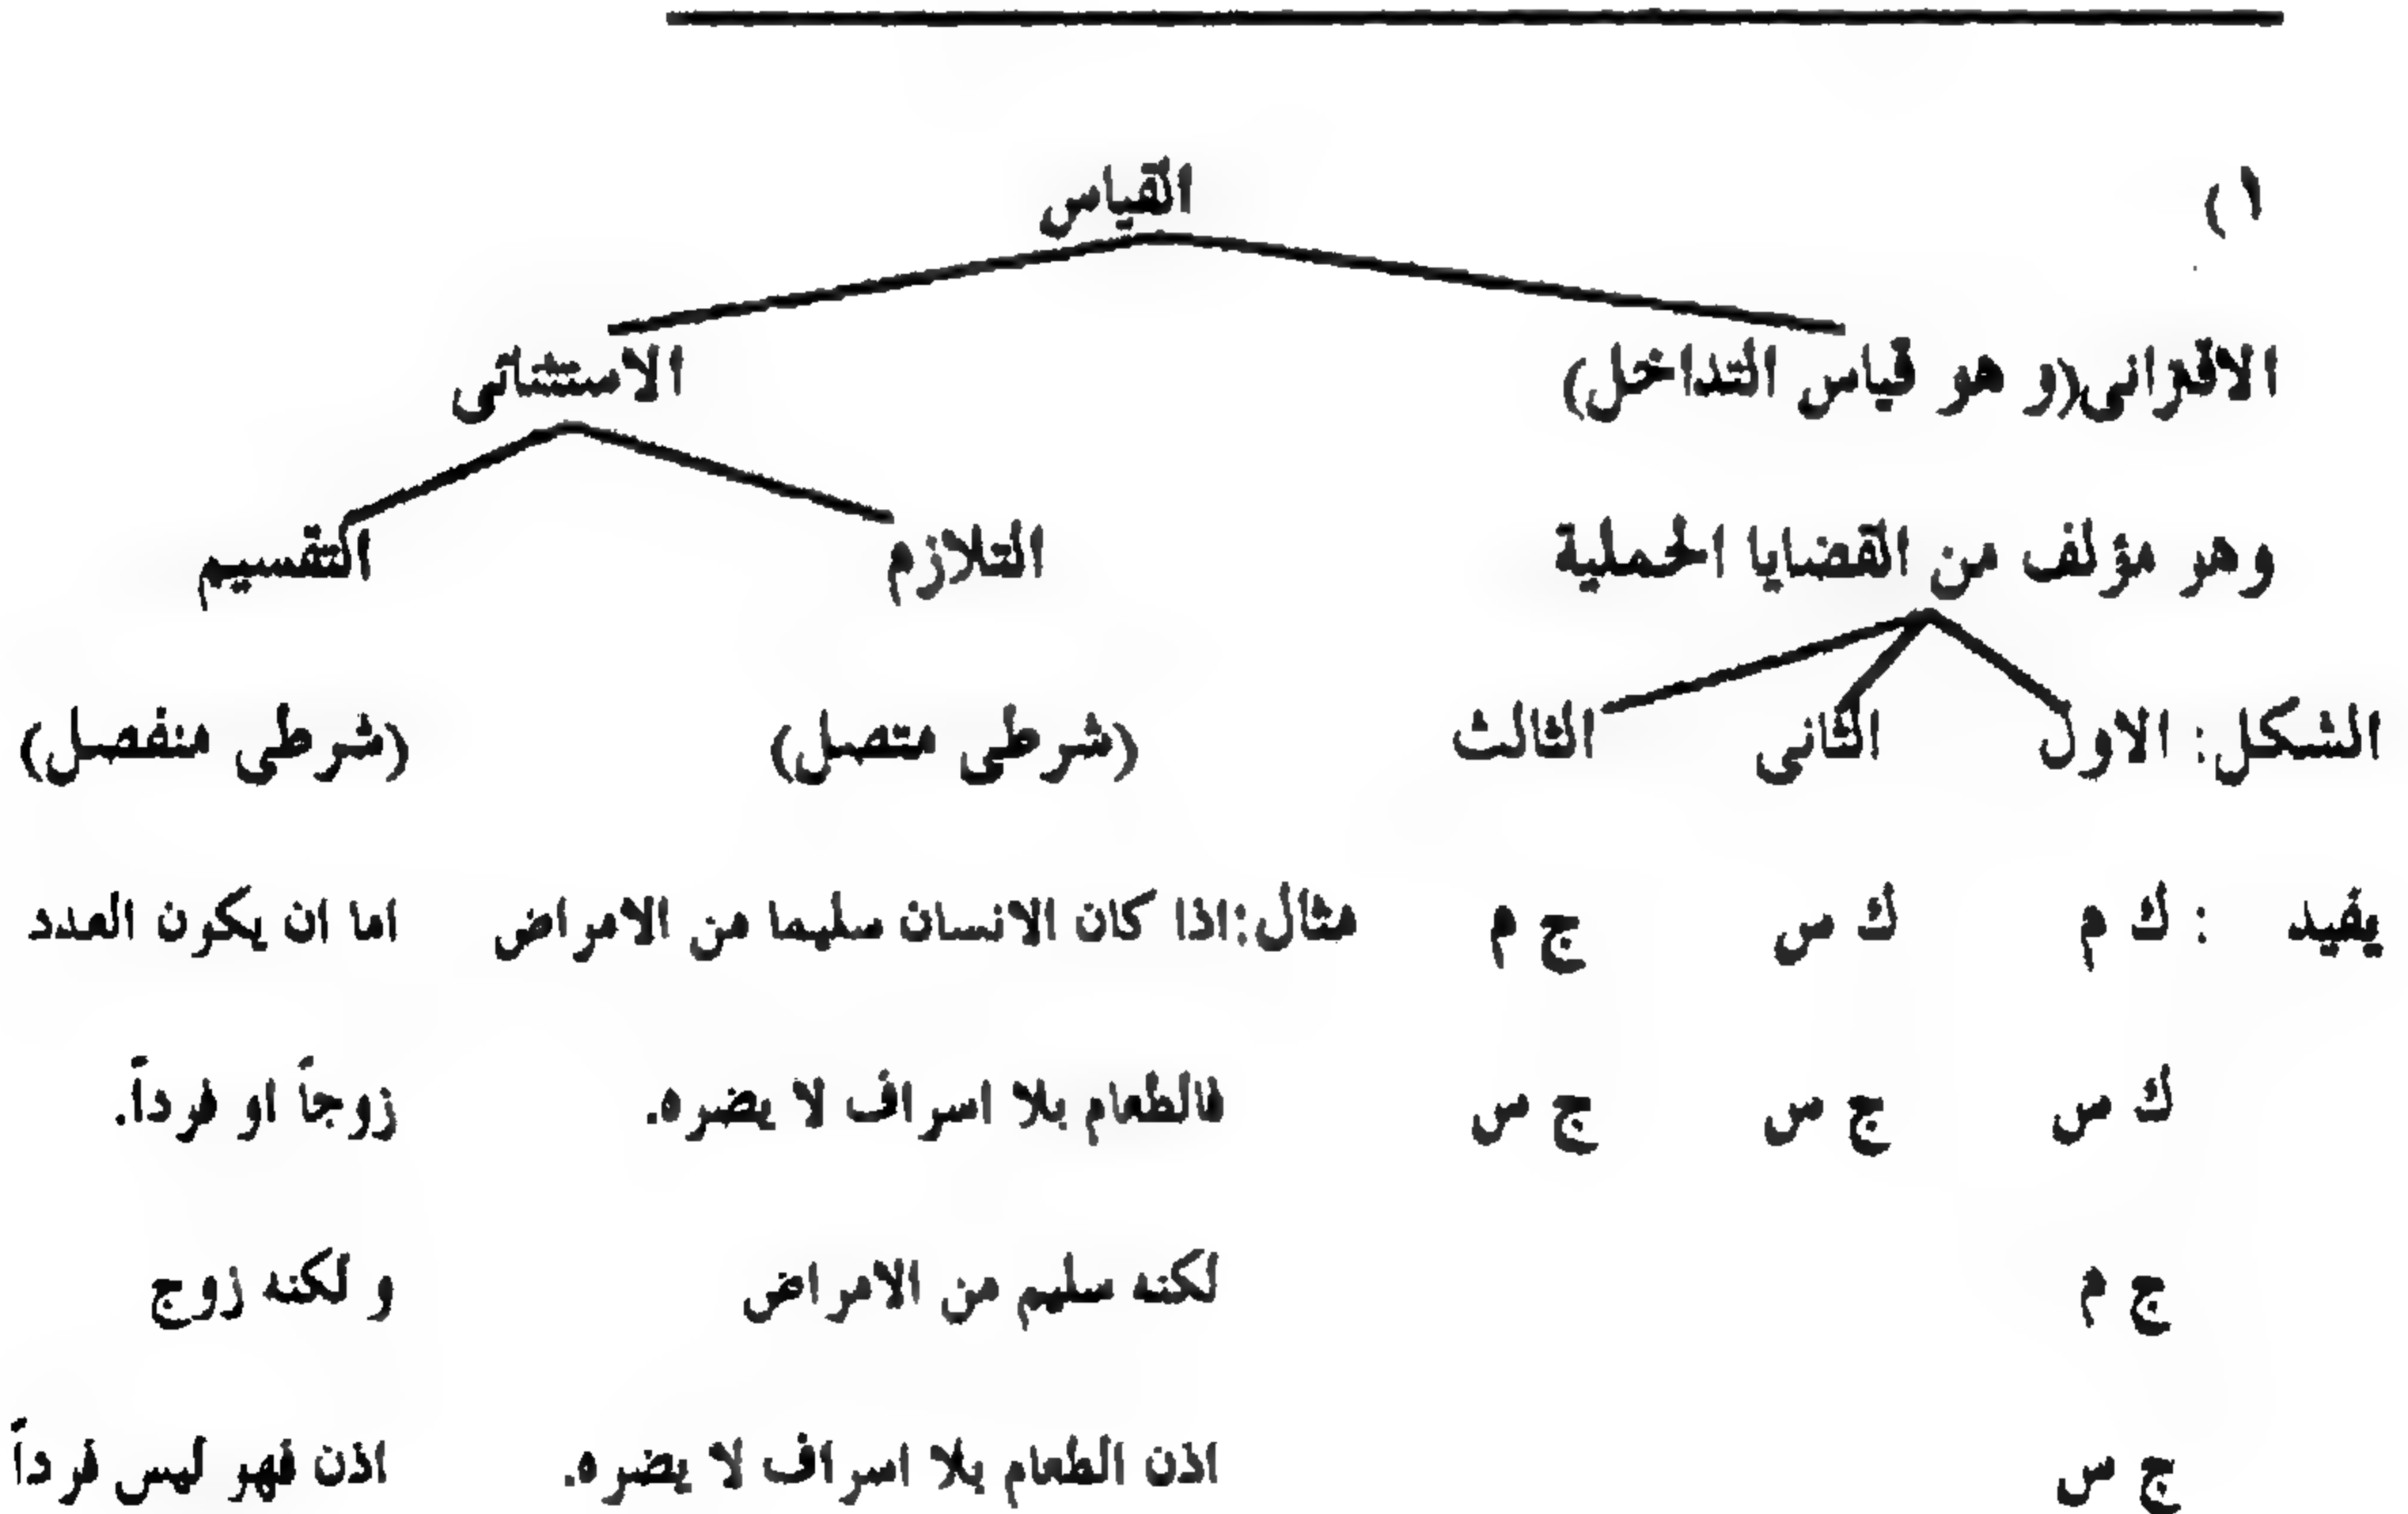 ١) القياس
الاقترانى(و هو قياس التداخل) الاستثنائى
وهو مؤلف من القضايا الحملية التلازم التقسيم
الشكل: الاول الثانى الثالث (شرطى متصل) (شرطى منفصل)
يفيد : ك م ك س ج م مثال:اذا كان الانسان سليما من الامراض اما ان يكون العدد
ك س ج س ج س فالطعام بلا اسراف لا يضره. زوجاً او فرداً.
ج م لكنه سليم من الامراض و لكنه زوج
ج س اذن الطعام بلا اسراف لا يضره. اذن فهو ليس فرداً